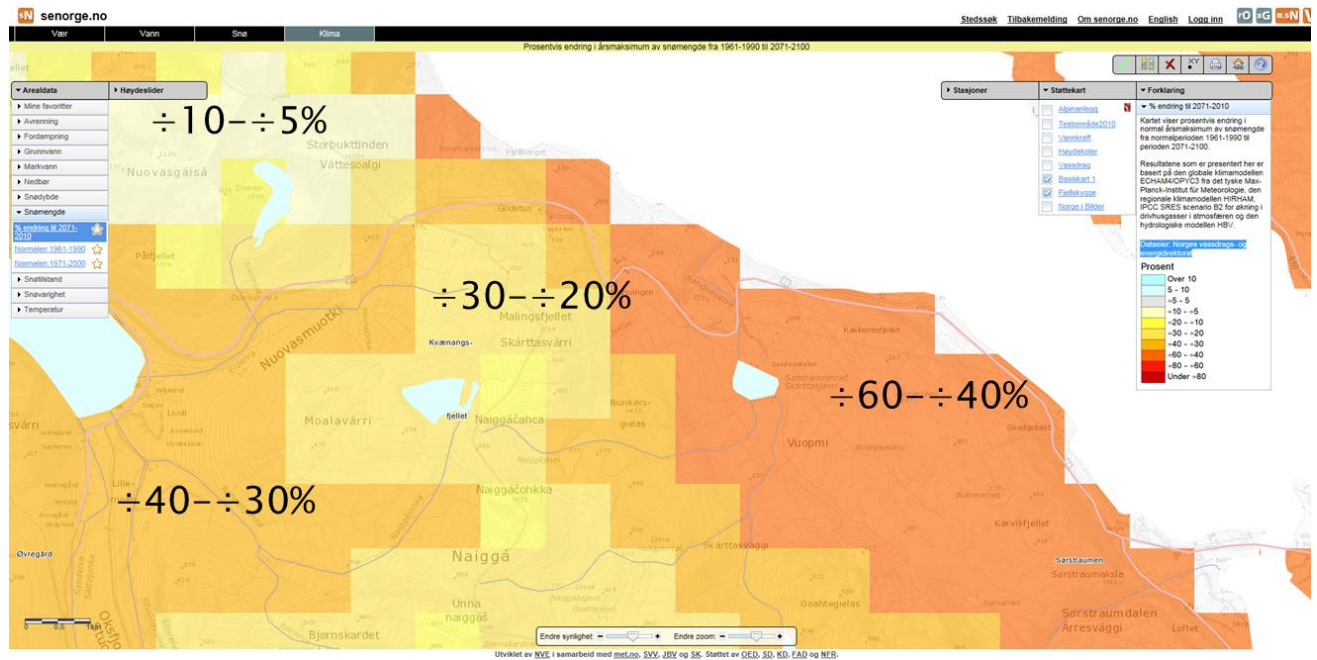 senorge.no
Stedssøk Tilbakemelding Om senorge.no English Logg inn
Vær Vann Snø Klima
Prosentvis endring i årsmaksimum av snømengde fra 1961-1990 til 2071-2100
Arealdata
Høydeslider
Mine favoritter
Avrenning
Fordampning
Grunnvann
Markvann
Nedbør
Snødybde
Snømengde
% endring til 2071-
2010
Normalen 1961-1990
Normalen 1971-2000
Snøtilstand
Snøvarighet
Temperatur
Stasjoner
Støttekart
Alpinanlegg
Testområde2010
Vannkraft
Høydekoter
Vassdrag
Basiskart 1
Fjellskygge
Norge i Bilder
Forklaring
% endring til 2071-2010
Kartet viser prosentvis endring i
normal årsmaksimum av snømengde
fra normalperioden 1961-1990 til
perioden 2071-2100.
Resultatene som er presentert her er
basert på den globale klimamodellen
ECHAM4/OPYC3 fra det tyske Max-
Planck-Institut für Meteorologie, den
regionale klimamodellen HIRHAM,
IPCC SRES scenario B2 for økning i
drivhusgasser i atmosfæren og den
hydrologiske modellen HBV.
Dataeier: Norges vassdrags- og
energidirektorat
Prosent
Over 10
5 - 10
÷5 - 5
÷10 - ÷5
÷20 - ÷10
÷30 - ÷20
÷40 - ÷30
÷60 - ÷40
÷80 - ÷60
Under ÷80
÷10-÷5%
Storbukttinden
Váttesoalgi
Nuovasgáisá
Gildetun
Pålfjellet
÷30-÷20%
Malingsfjellet
Skárttasvárri
Nuovasmuotki
Kvænangs-
fjellet
Rakkenesfjellet
Sandnesvannet
Skárttasjávri
÷60-÷40%
Moalavárri
Naiggáčahca
Bunkers-
gielas
Vuopmi
÷40-÷30%
Naiggáčohkka
Karvikfjellet
Skárttasvággi
Øvregård
Naiggá
Sørstraumen
Sørstraumaksla
Unna
naiggáš
Goahtegielas
Sørstraumdalen
Árresvággi
Loftet
Bjørnskardet
0 0.5 1km
Endre synlighet: - + Endre zoom: - +
Utviklet av NVE i samarbeid med met.no, SVV, JBV og SK. Støttet av OED, SD, KD, FAD og NFR.